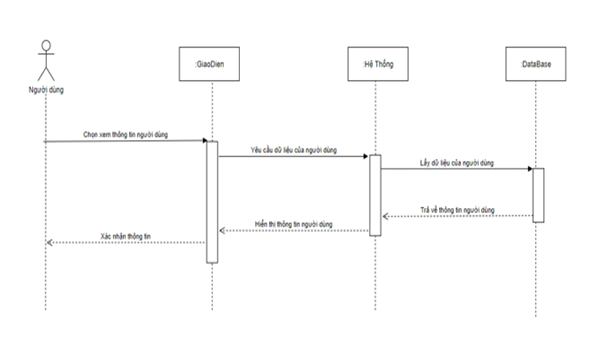 :GiaoDien
:Hệ Thống
:DataBase
Người dùng
Chọn xem thông tin người dùng
Yêu cầu dữ liệu của người dùng
Lấy dữ liệu của người dùng
Trả về thông tin người dùng
Hiển thị thông tin người dùng
Xác nhận thông tin